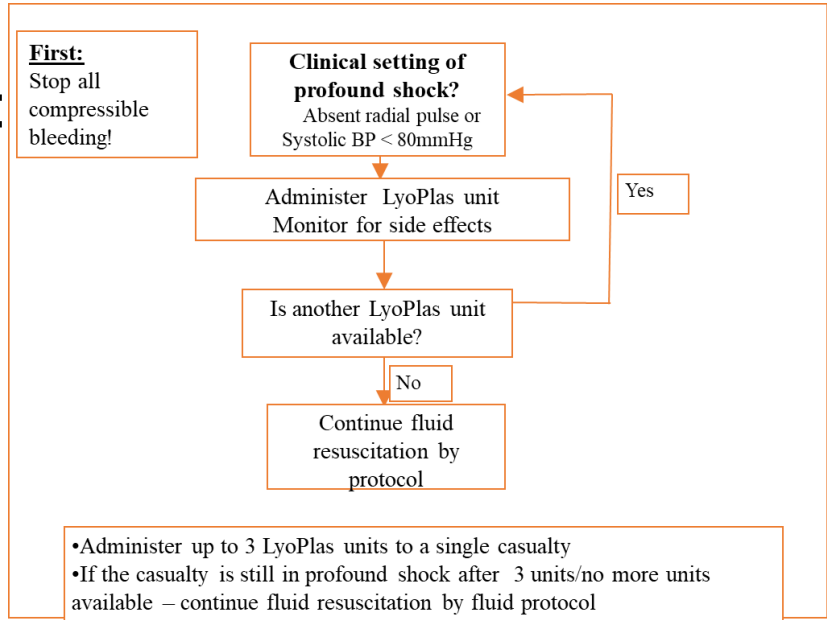 First:
Stop all
compressible
bleeding!
Clinical setting of
profound shock?
Absent radial pulse or
Systolic BP < 80mmHg
Administer LyoPlas unit
Monitor for side effects
Yes
Is another LyoPlas unit
available?
No
Continue fluid
resuscitation by
protocol
•Administer up to 3 LyoPlas units to a single casualty
•If the casualty is still in profound shock after 3 units/no more units
available – continue fluid resuscitation by fluid protocol